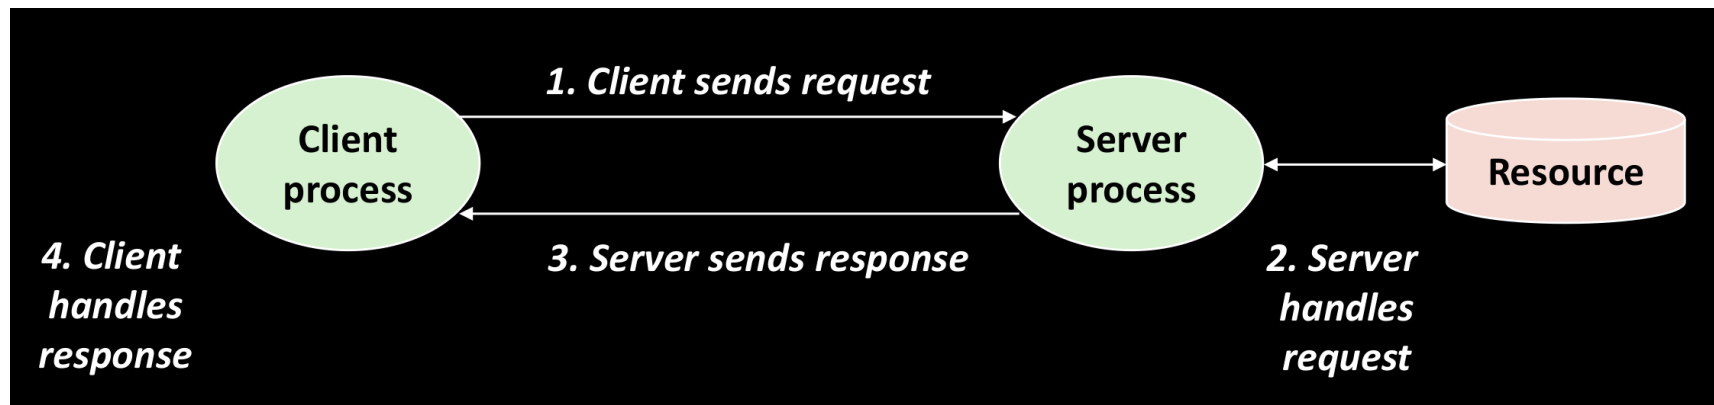 1. Client sends request
Client
process
Server
process
Resource
3. Server sends response
4. Client
handles
response
2. Server
handles
request